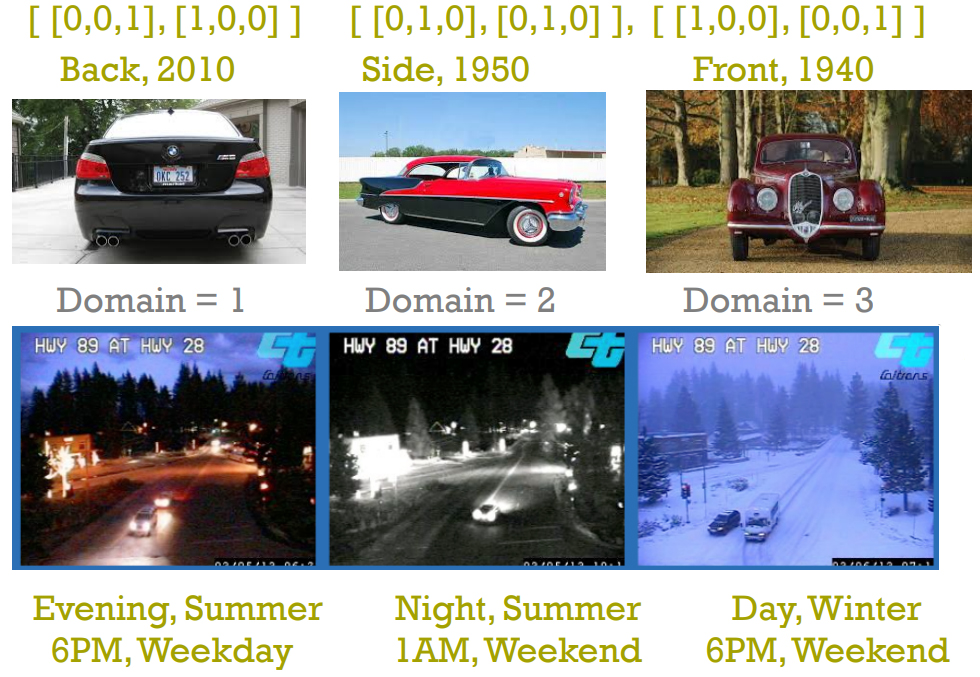 [ [0,0,1], [1,0,0] ] [ [0,1,0], [0,1,0] ], [ [1,0,0], [0,0,1] ]
Back, 2010 Side, 1950 Front, 1940
OKC 252
Domain = 1 Domain = 2 Domain = 3
HWY 89 AT HWY 28 HWY 89 AT HWY 28 HWY 89 AT HWY 28
Caltrans Caltrans
Evening, Summer Night, Summer Day, Winter
6PM, Weekday 1AM, Weekend 6PM, Weekend